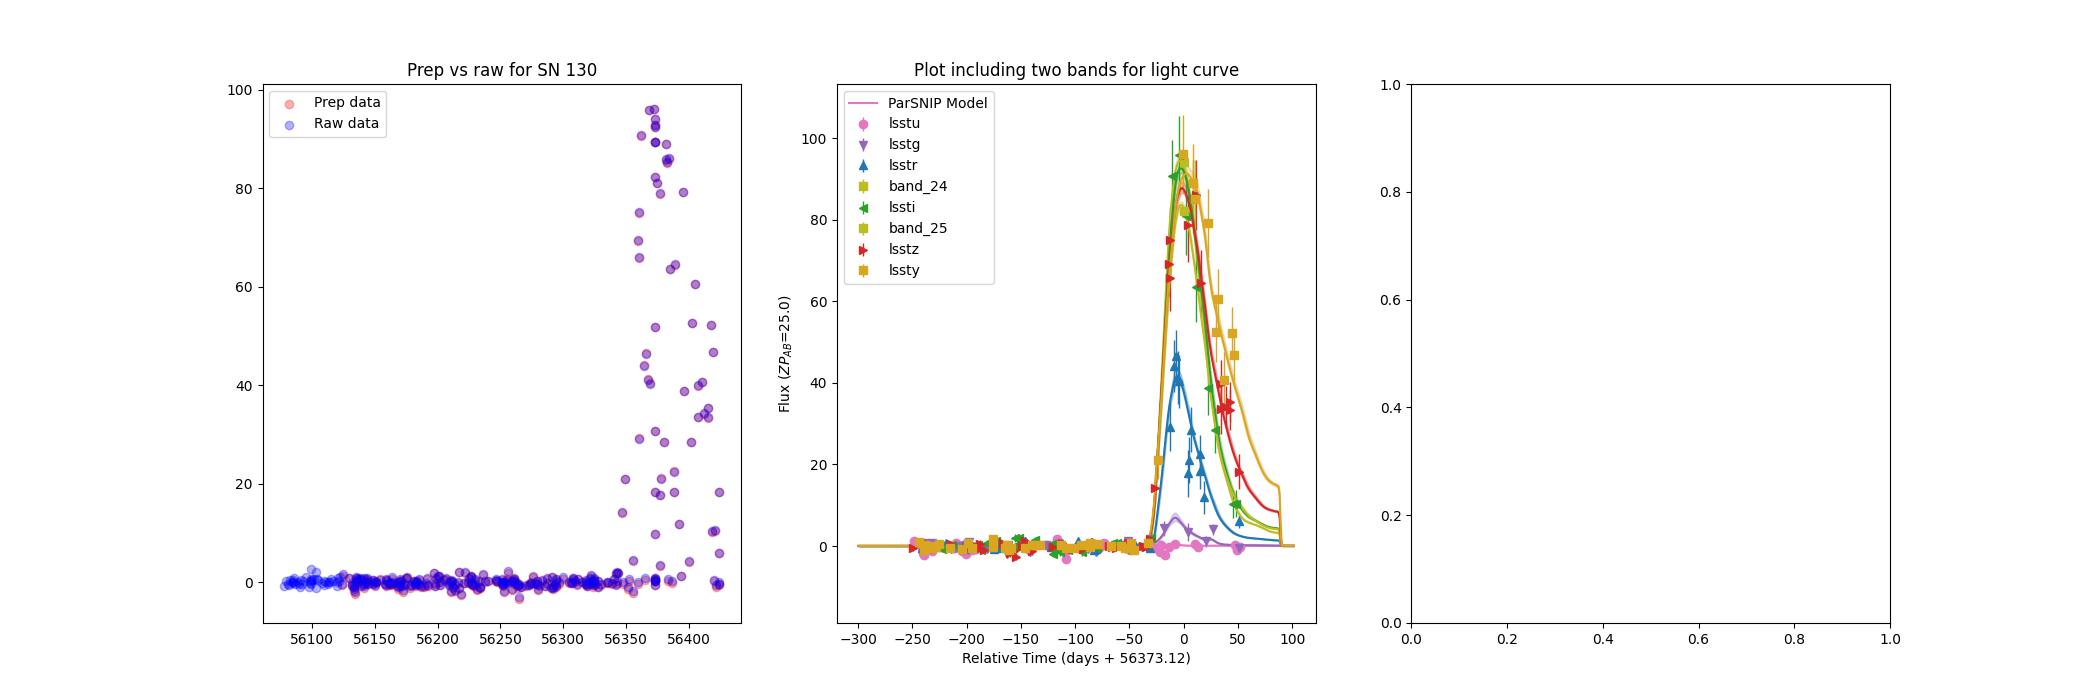 Prep vs raw for SN 130
Prep data
Raw data
100
80
60
40
20
0
56100 56150 56200 56250 56300 56350 56400
Plot including two bands for light curve
ParSNIP Model
lsstu
lsstg
lsstr
band_24
lssti
band_25
lsstz
lssty
Flux (ZP_AB=25.0)
100
80
60
40
20
0
−300 −250 −200 −150 −100 −50 0 50 100
Relative Time (days + 56373.12)
1.0
0.8
0.6
0.4
0.2
0.0
0.0 0.2 0.4 0.6 0.8 1.0